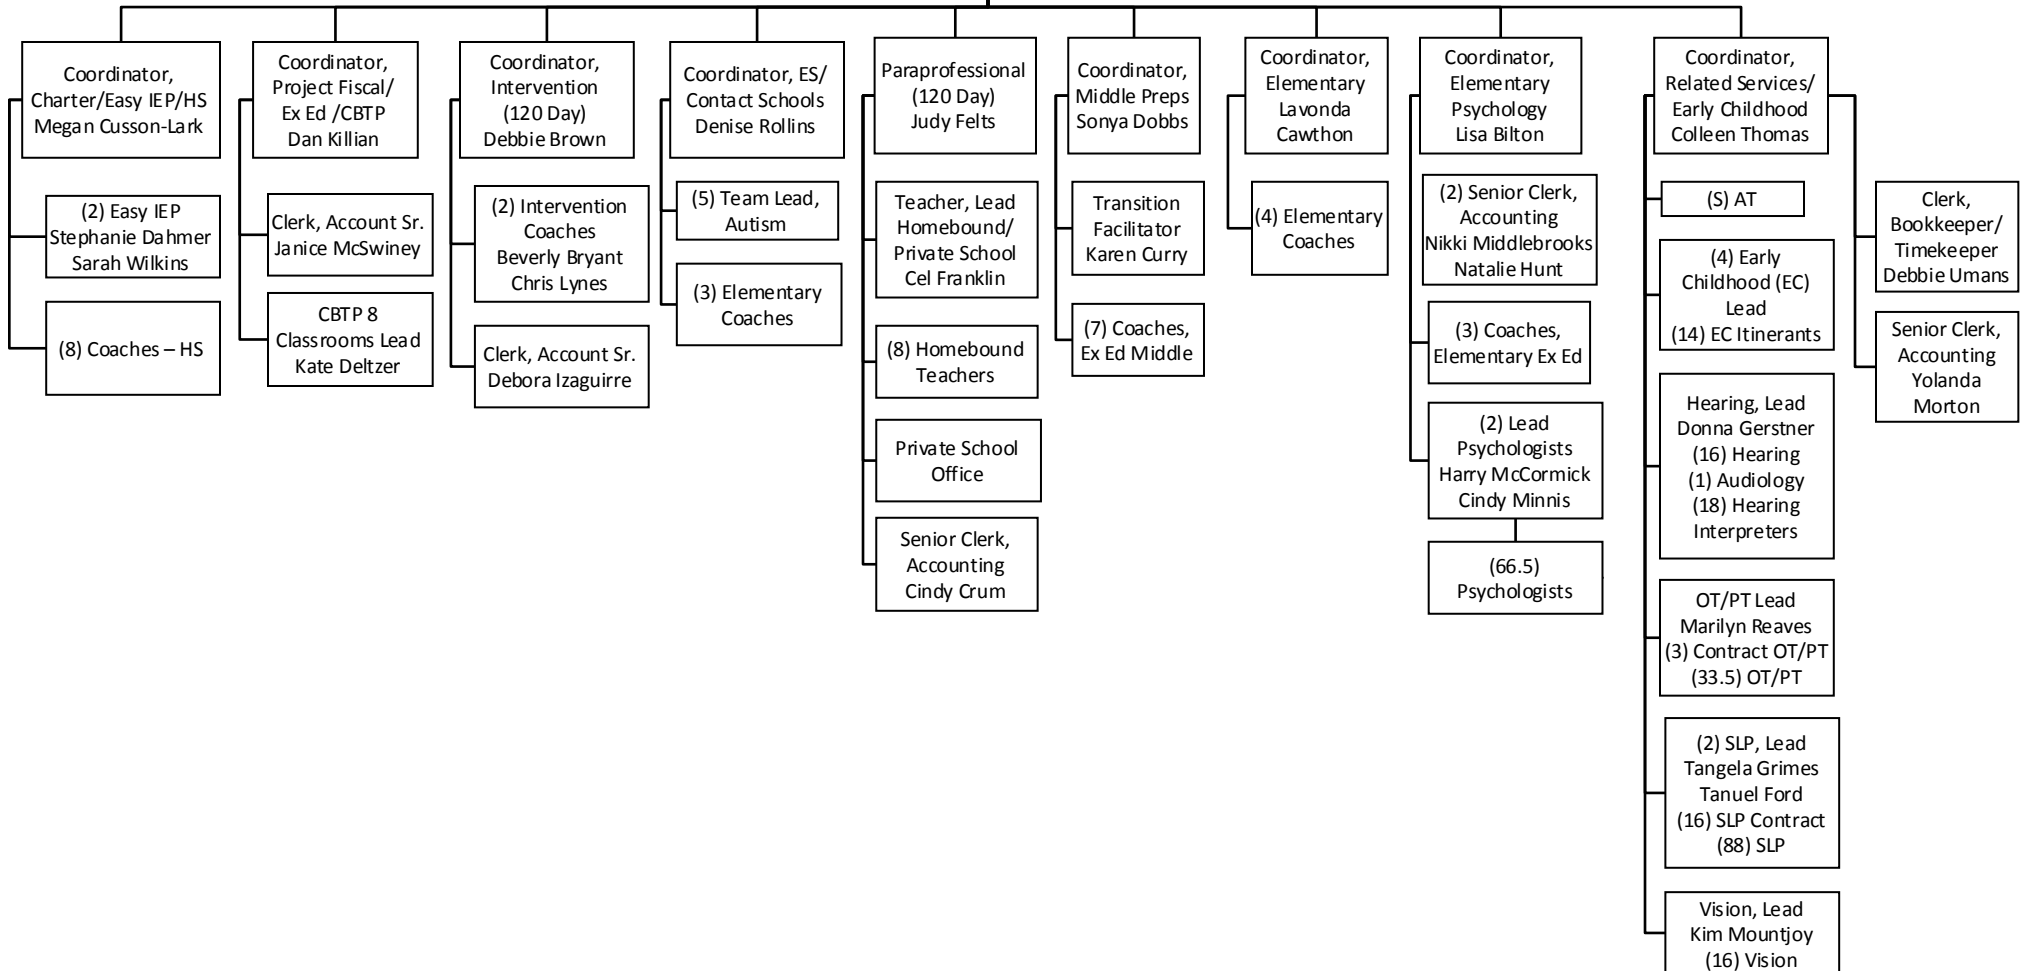 Coordinator,
Charter/Easy IEP/HS
Megan Cusson-Lark
(2) Easy IEP
Stephanie Dahmer
Sarah Wilkins
(8) Coaches – HS
Coordinator,
Project Fiscal/
Ex Ed /CBTP
Dan Killian
Clerk, Account Sr.
Janice McSwiney
CBTP 8
Classrooms Lead
Kate Deltzer
Coordinator,
Intervention
(120 Day)
Debbie Brown
(2) Intervention
Coaches
Beverly Bryant
Chris Lynes
Clerk, Account Sr.
Debora Izaguirre
Coordinator, ES/
Contact Schools
Denise Rollins
(5) Team Lead,
Autism
(3) Elementary
Coaches
Paraprofessional
(120 Day)
Judy Felts
Teacher, Lead
Homebound/
Private School
Cel Franklin
(8) Homebound
Teachers
Private School
Office
Senior Clerk,
Accounting
Cindy Crum
Coordinator,
Middle Preps
Sonya Dobbs
Transition
Facilitator
Karen Curry
(7) Coaches,
Ex Ed Middle
Coordinator,
Elementary
Lavonda
Cawthon
(4) Elementary
Coaches
Coordinator,
Elementary
Psychology
Lisa Bilton
(2) Senior Clerk,
Accounting
Nikki Middlebrooks
Natalie Hunt
(3) Coaches,
Elementary Ex Ed
(2) Lead
Psychologists
Harry McCormick
Cindy Minnis
(66.5)
Psychologists
Coordinator,
Related Services/
Early Childhood
Colleen Thomas
(S) AT
(4) Early
Childhood (EC)
Lead
(14) EC Itinerants
Hearing, Lead
Donna Gerstner
(16) Hearing
(1) Audiology
(18) Hearing
Interpreters
OT/PT Lead
Marilyn Reaves
(3) Contract OT/PT
(33.5) OT/PT
(2) SLP, Lead
Tangela Grimes
Tanuel Ford
(16) SLP Contract
(88) SLP
Vision, Lead
Kim Mountjoy
(16) Vision
Clerk,
Bookkeeper/
Timekeeper
Debbie Umans
Senior Clerk,
Accounting
Yolanda
Morton